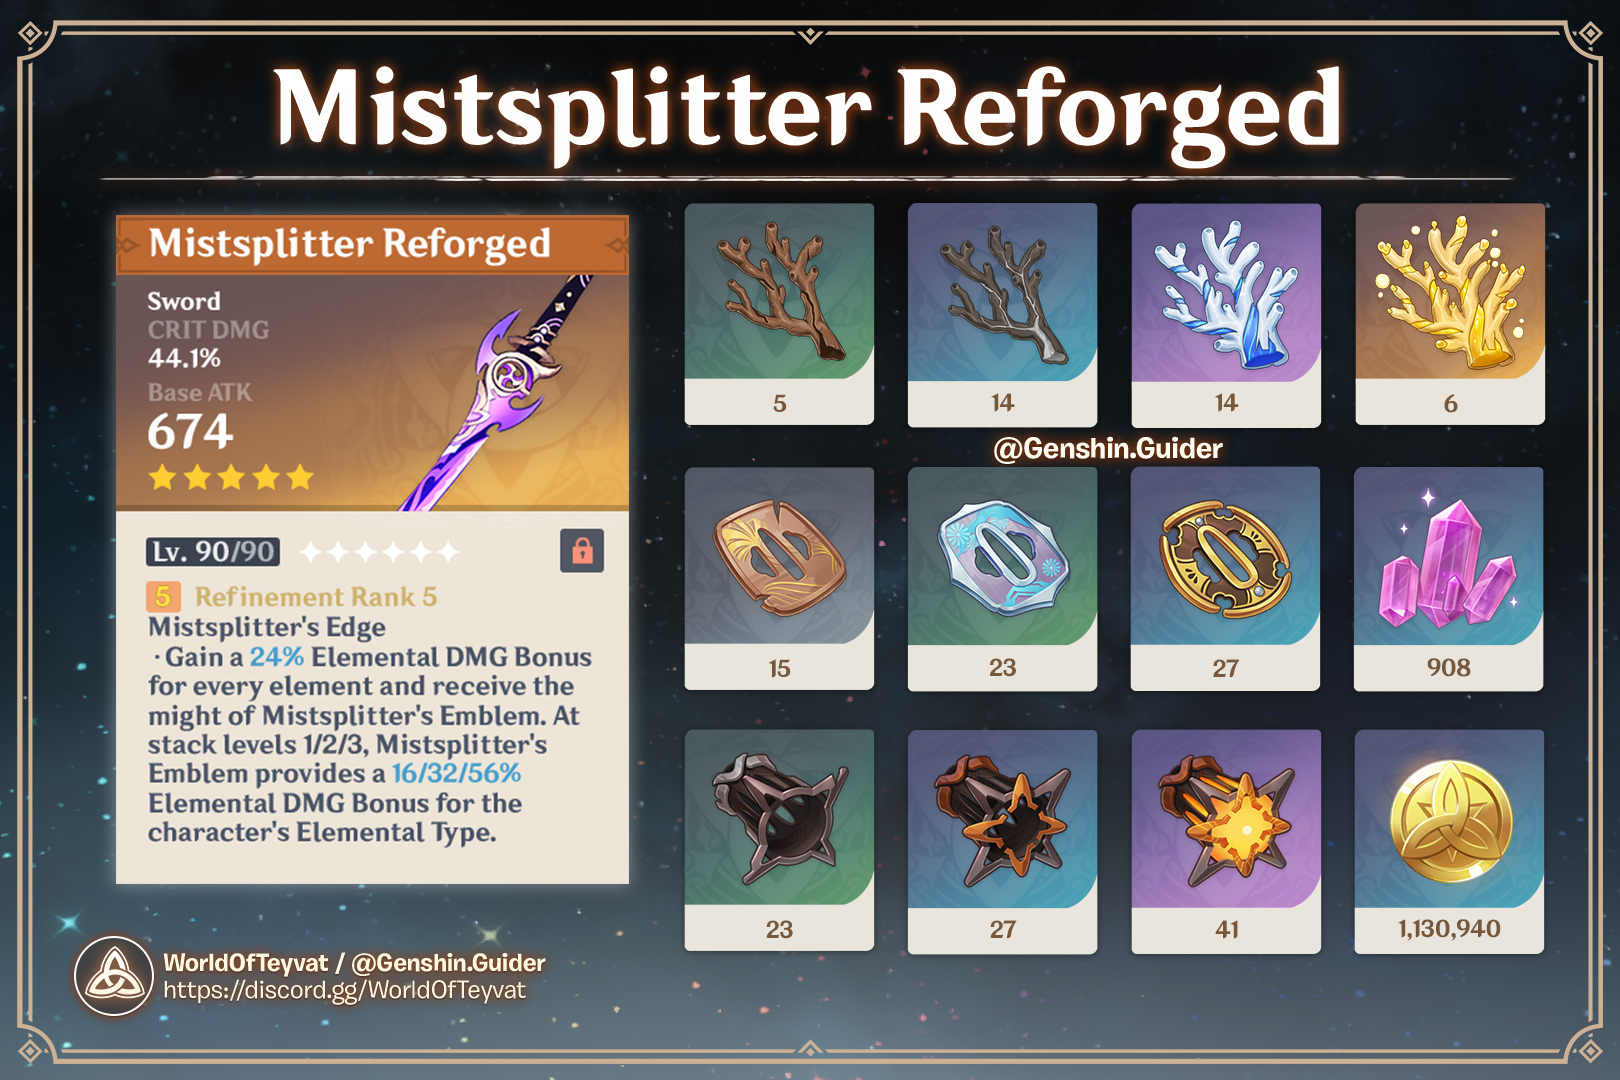 Mistsplitter Reforged
Mistsplitter Reforged
Sword
CRIT DMG
44.1%
Base ATK
674
Lv. 90/90
5 Refinement Rank 5
Mistsplitter's Edge
·Gain a 24% Elemental DMG Bonus
for every element and receive the
might of Mistsplitter's Emblem. At
stack levels 1/2/3, Mistsplitter's
Emblem provides a 16/32/56%
Elemental DMG Bonus for the
character's Elemental Type.
5 14 14 6
@Genshin.Guider
15 23 27 908
23 27 41 1,130,940
WorldOfTeyvat / @Genshin.Guider
https://discord.gg/WorldOfTeyvat